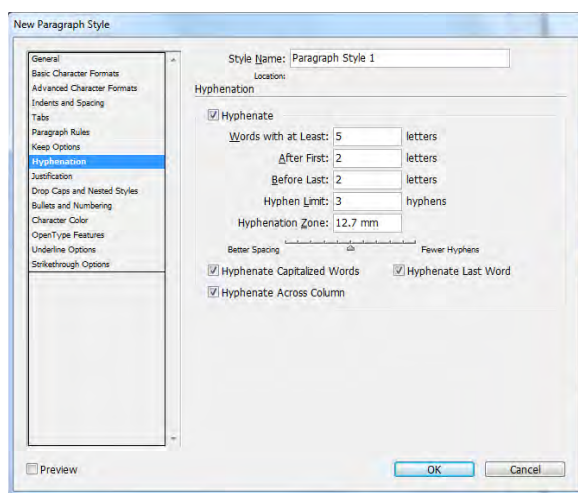 New Paragraph Style
General
Basic Character Formats
Advanced Character Formats
Indents and Spacing
Tabs
Paragraph Rules
Keep Options
Hyphenation
Justification
Drop Caps and Nested Styles
Bullets and Numbering
Character Color
OpenType Features
Underline Options
Strikethrough Options
Style Name: Paragraph Style 1
Location:
Hyphenation
Hyphenate
Words with at Least: 5 letters
After First: 2 letters
Before Last: 2 letters
Hyphen Limit: 3 hyphens
Hyphenation Zone: 12.7 mm
Better Spacing Fewer Hyphens
Hyphenate Capitalized Words Hyphenate Last Word
Hyphenate Across Column
Preview OK Cancel